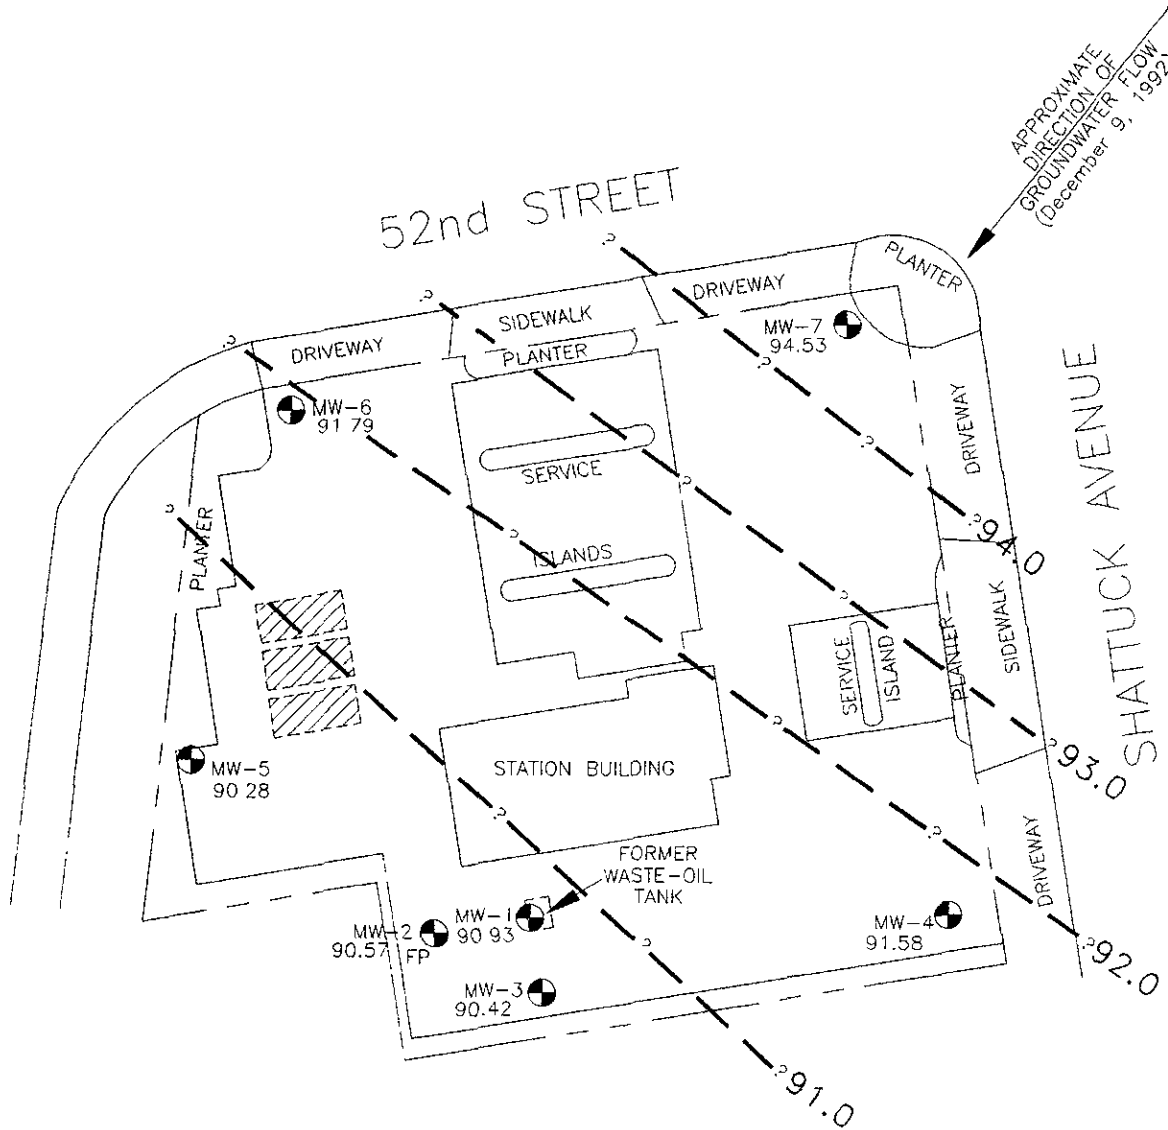 APPROXIMATE
DIRECTION OF
GROUNDWATER FLOW
(December 9, 1992)
52nd STREET
PLANTER
DRIVEWAY
SIDEWALK
DRIVEWAY
PLANTER
MW-7
94.53
MW-6
91 79
SERVICE
ISLANDS
DRIVEWAY
SHATTUCK AVENUE
94.0
PLANTER
SERVICE
ISLAND
PLANTER
SIDEWALK
93.0
MW-5
90 28
STATION BUILDING
FORMER
WASTE-OIL
TANK
DRIVEWAY
MW-1
90 93
MW-2
90.57
FP
MW-4
91.58
92.0
MW-3
90.42
91.0